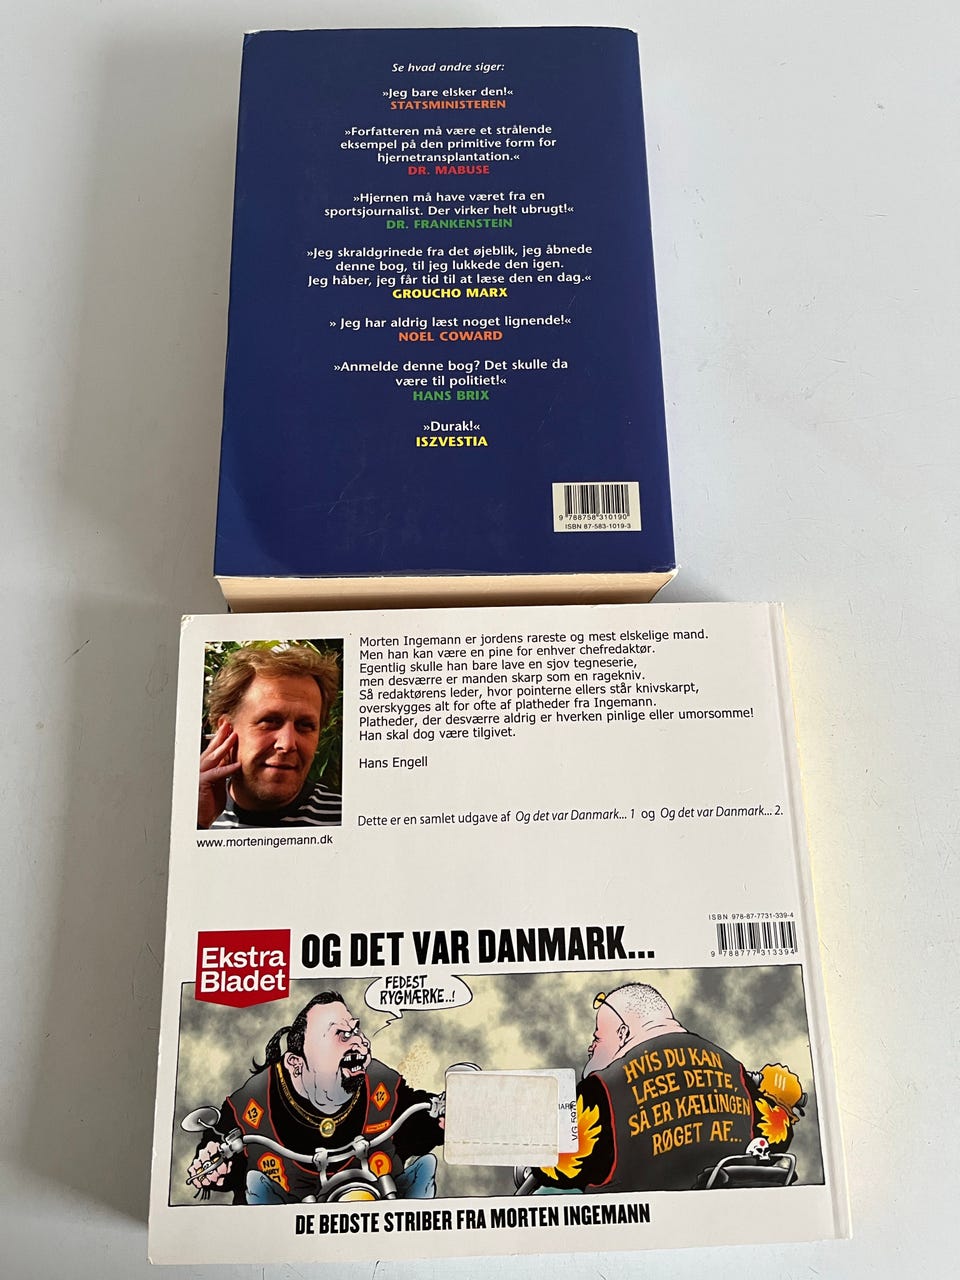 Se hvad andre siger:
»Jeg bare elsker den!«
STATSMINISTEREN
»Forfatteren må være et strålende
eksempel på den primitive form for
hjernetransplantation.«
DR. MABUSE
»Hjernen må have været fra en
sportsjournalist. Der virker helt ubrugt!«
DR. FRANKENSTEIN
»Jeg skraldgrinede fra det øjeblik, jeg åbnede
denne bog, til jeg lukkede den igen.
Jeg håber, jeg får tid til at læse den en dag.«
GROUCHO MARX
» Jeg har aldrig læst noget lignende!«
NOEL COWARD
»Anmelde denne bog? Det skulle da
være til politiet!«
HANS BRIX
»Durak!«
ISZVESTIA
9 788758 310190
ISBN 87-583-1019-3
Morten Ingemann er jordens rareste og mest elskelige mand.
Men han kan være en pine for enhver chefredaktør.
Egentlig skulle han bare lave en sjov tegneserie,
men desværre er manden skarp som en ragekniv.
Så redaktørens leder, hvor pointerne ellers står knivskarpt,
overskygges alt for ofte af platheder fra Ingemann.
Platheder, der desværre aldrig er hverken pinlige eller umorsomme!
Han skal dog være tilgivet.
Hans Engell
Dette er en samlet udgave af Og det var Danmark... 1 og Og det var Danmark... 2.
www.morteningemann.dk
ISBN 978-87-7731-339-4
9 788777 313394
Ekstra
Bladet
OG DET VAR DANMARK...
FEDEST
RYGMÆRKE..!
HVIS DU KAN
LÆSE DETTE,
SÅ ER KÆLLINGEN
RØGET AF...
13
1%
NO
P
DE BEDSTE STRIBER FRA MORTEN INGEMANN